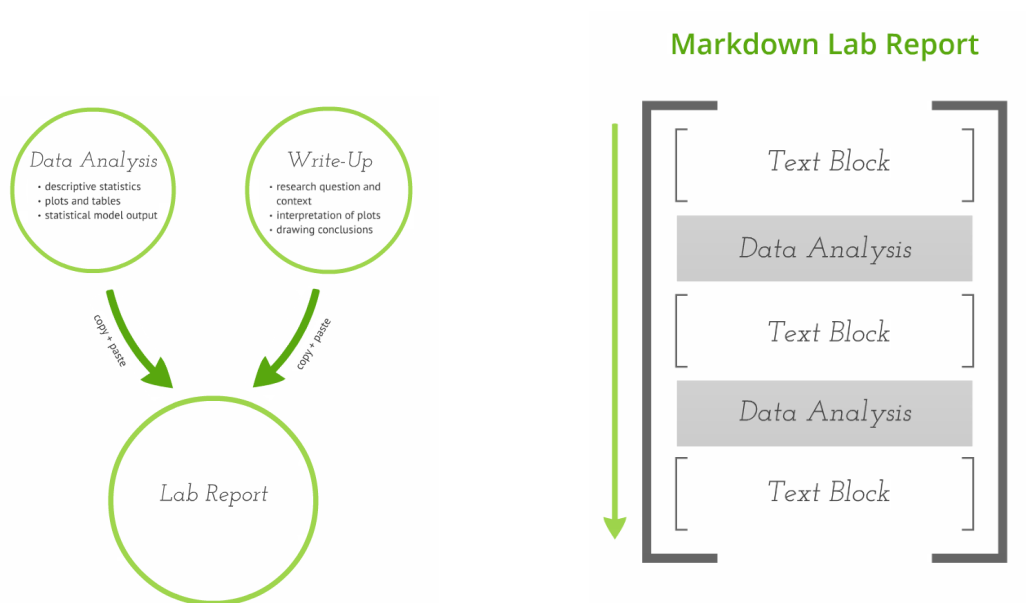 Markdown Lab Report
Data Analysis
• descriptive statistics
• plots and tables
• statistical model output
Write-Up
• research question and
context
• interpretation of plots
• drawing conclusions
copy + paste
copy + paste
Lab Report
Text Block
Data Analysis
Text Block
Data Analysis
Text Block